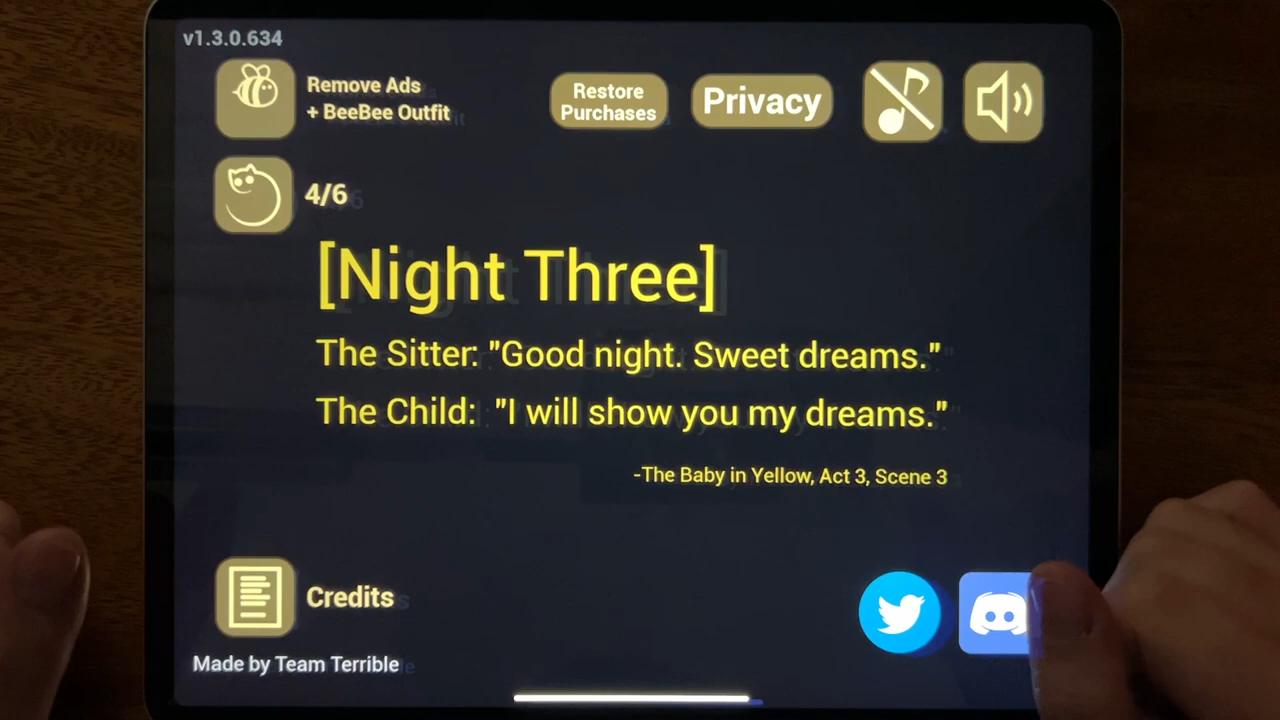 v1.3.0.634
Remove Ads
+ BeeBee Outfit
Restore
Purchases
Privacy
4/6
[Night Three]
The Sitter: "Good night. Sweet dreams."
The Child: "I will show you my dreams."
-The Baby in Yellow, Act 3, Scene 3
Credits
Made by Team Terrible